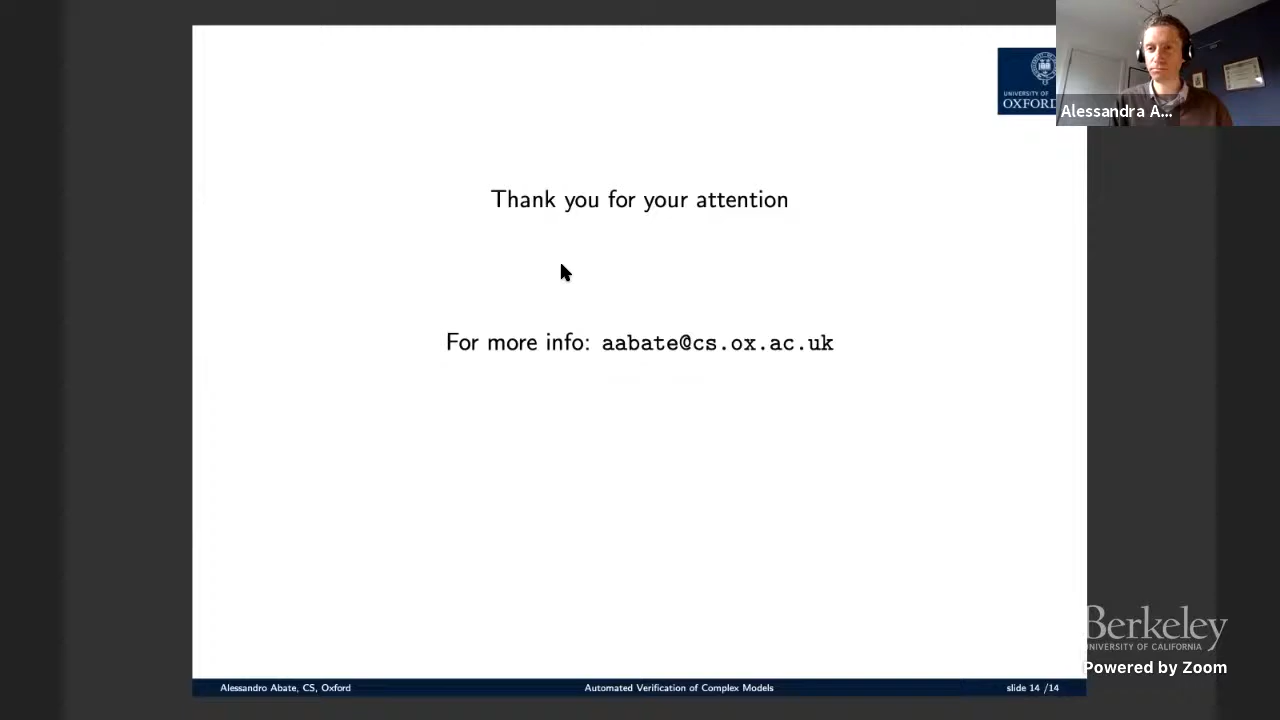 UNIVERSITY OF
OXFORD
Alessandra A...
Thank you for your attention
For more info: aabate@cs.ox.ac.uk
Berkeley
UNIVERSITY OF CALIFORNIA
Powered by Zoom
Alessandro Abate, CS, Oxford
Automated Verification of Complex Models
slide 14 /14